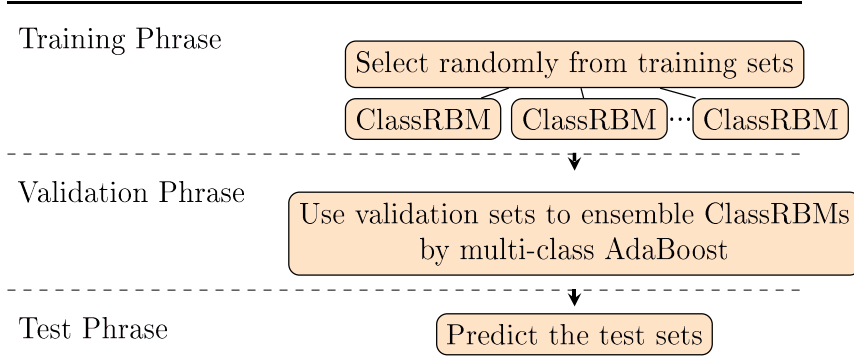 Training Phrase
Select randomly from training sets
ClassRBM ClassRBM ··· ClassRBM
Validation Phrase
Use validation sets to ensemble ClassRBMs
by multi-class AdaBoost
Test Phrase
Predict the test sets